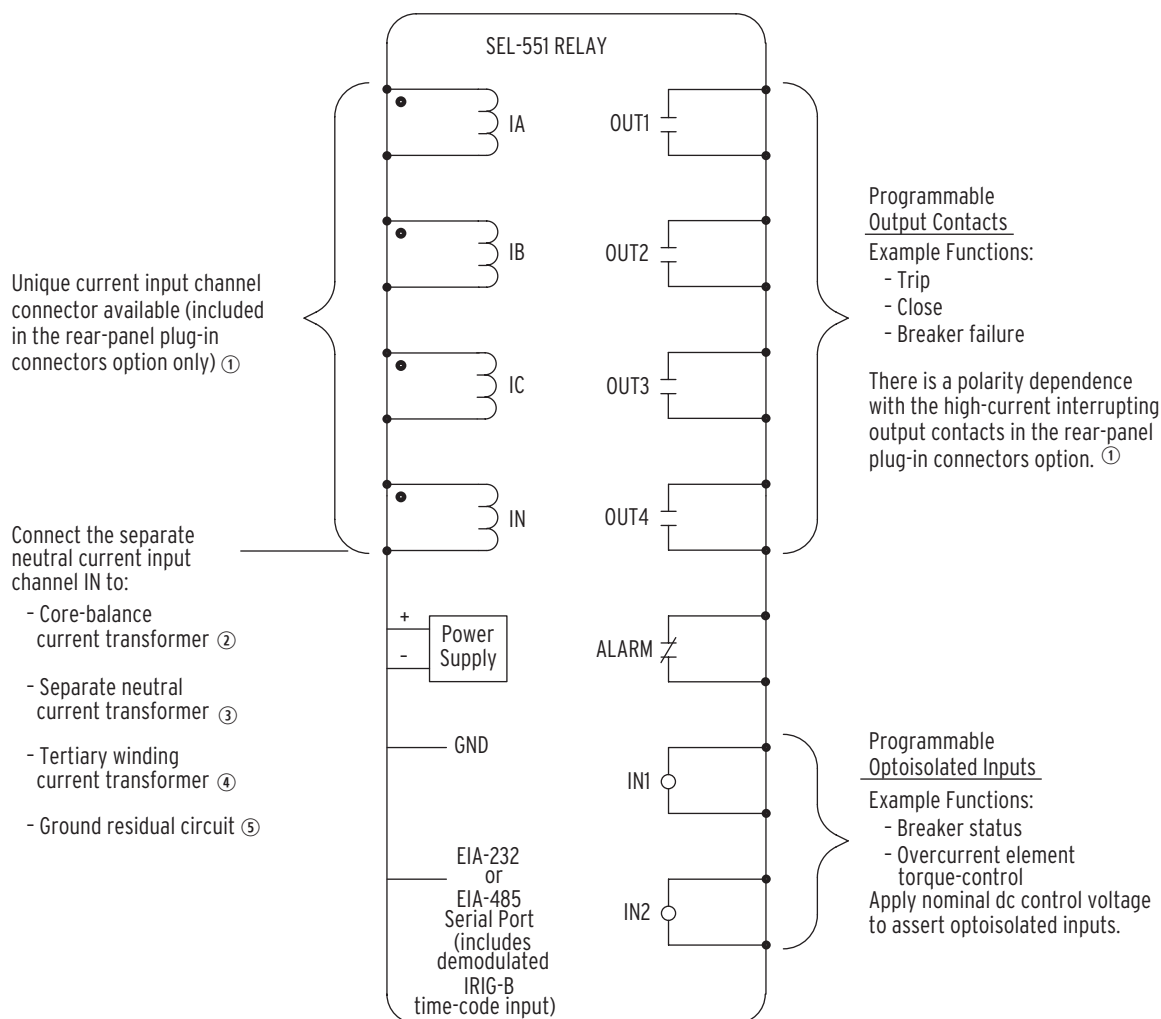 SEL-551 RELAY
IA
IB
IC
IN
+
-
Power
Supply
GND
EIA-232
or
EIA-485
Serial Port
(includes
demodulated
IRIG-B
time-code input)
OUT1
OUT2
OUT3
OUT4
ALARM
IN1
IN2
Unique current input channel
connector available (included
in the rear-panel plug-in
connectors option only) ①
Connect the separate
neutral current input
channel IN to:
- Core-balance
current transformer ②
- Separate neutral
current transformer ③
- Tertiary winding
current transformer ④
- Ground residual circuit ⑤
Programmable
Output Contacts
Example Functions:
- Trip
- Close
- Breaker failure
There is a polarity dependence
with the high-current interrupting
output contacts in the rear-panel
plug-in connectors option. ①
Programmable
Optoisolated Inputs
Example Functions:
- Breaker status
- Overcurrent element
torque-control
Apply nominal dc control voltage
to assert optoisolated inputs.